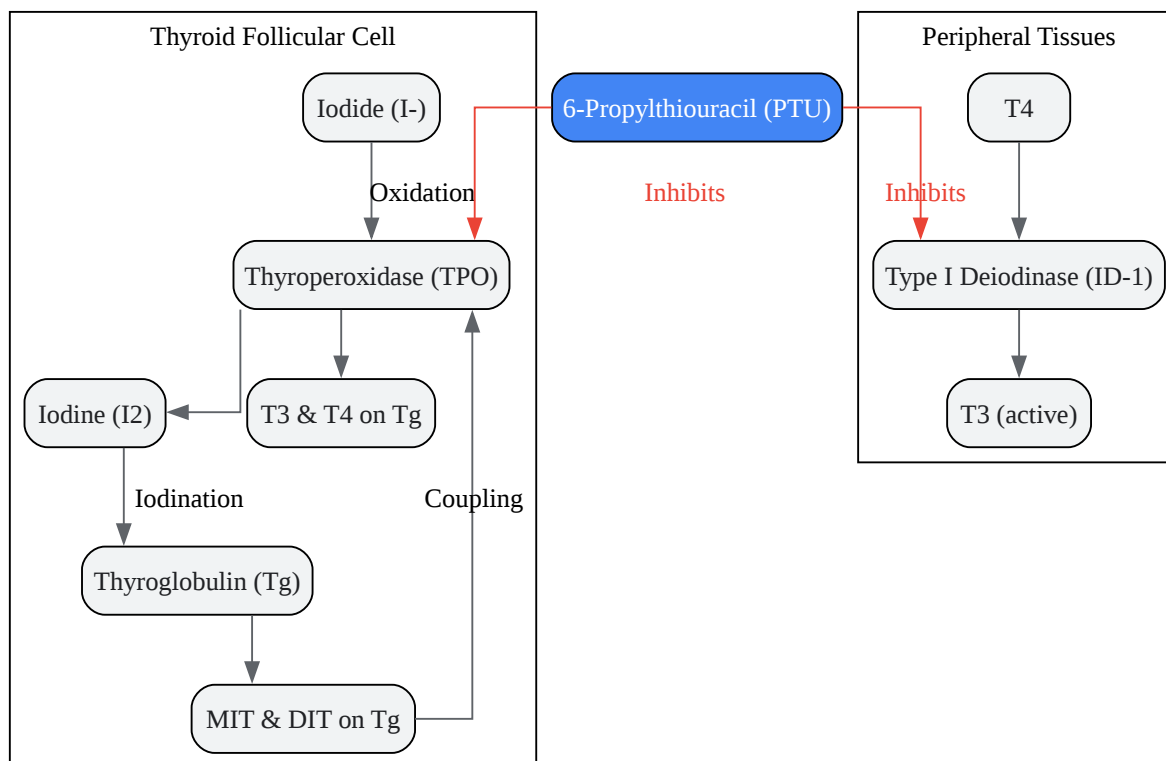 Thyroid Follicular Cell
Peripheral Tissues
Iodide (I-)
6-Propylthiouracil (PTU)
T4
Oxidation
Inhibits
Inhibits
Thyroperoxidase (TPO)
Type I Deiodinase (ID-1)
Iodine (I2)
T3 & T4 on Tg
T3 (active)
Iodination
Coupling
Thyroglobulin (Tg)
MIT & DIT on Tg